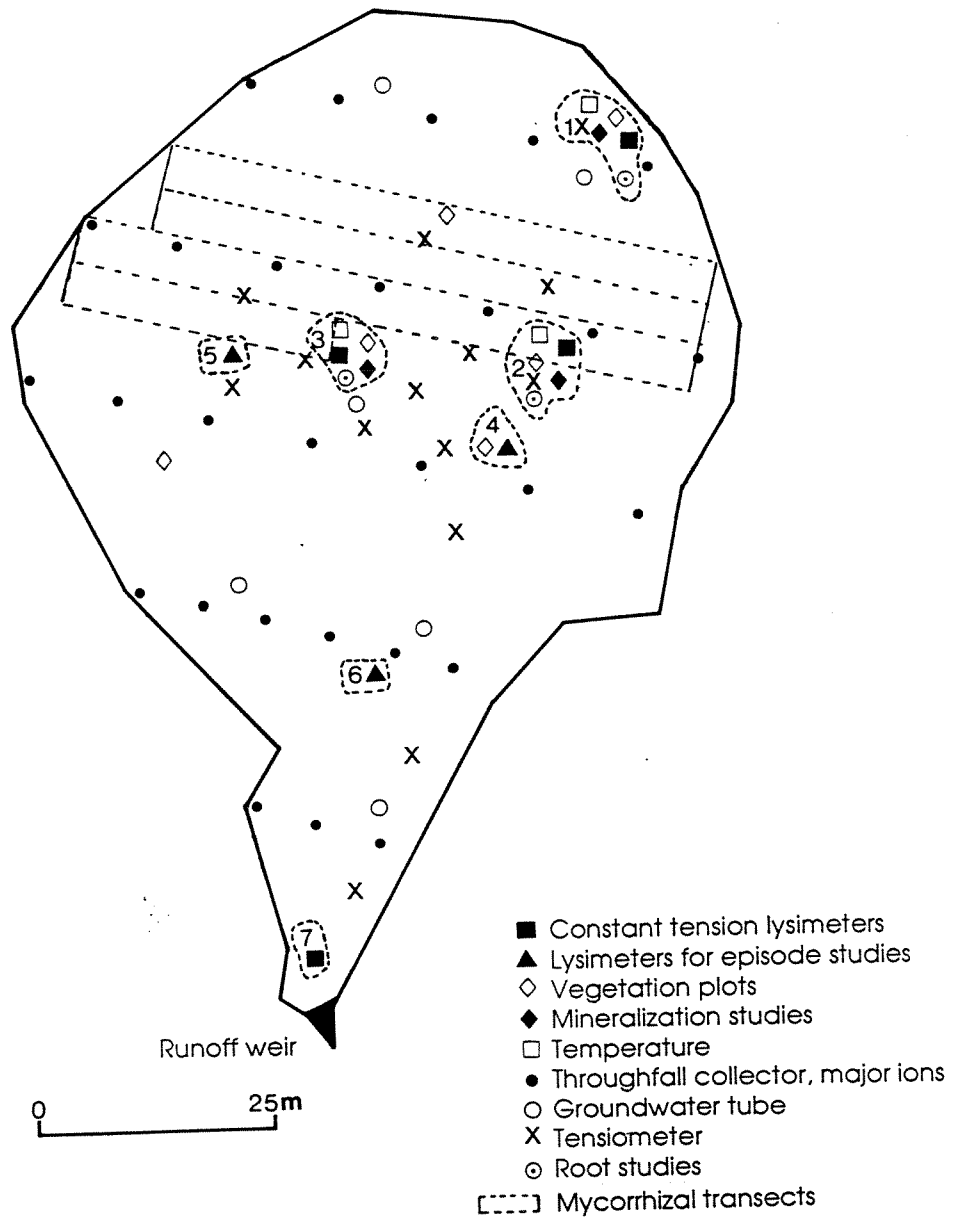 1
3
5
2
4
6
7
Runoff weir
0 25m
Constant tension lysimeters
Lysimeters for episode studies
Vegetation plots
Mineralization studies
Temperature
Throughfall collector, major ions
Groundwater tube
Tensiometer
Root studies
Mycorrhizal transects